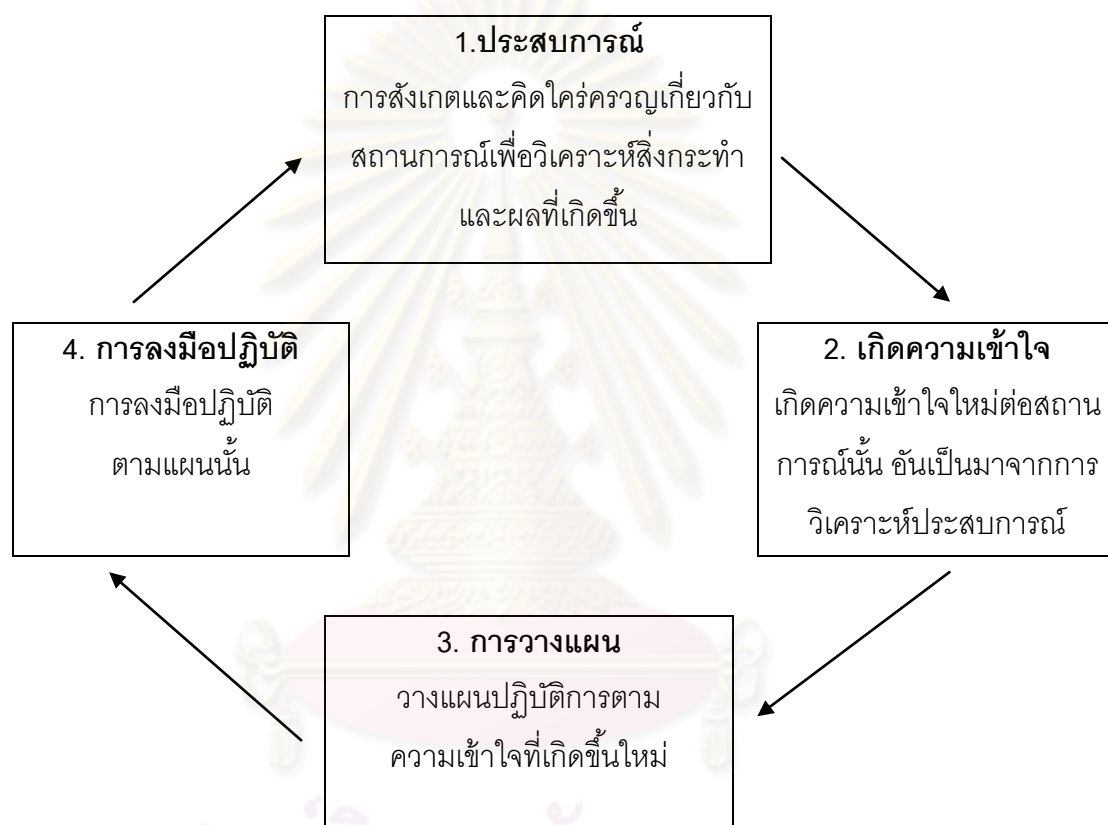 1.ประสบการณ์
การสังเกตและคิดใคร่ครวญเกี่ยวกับ
สถานการณ์เพื่อวิเคราะห์สิ่งกระทำ
และผลที่เกิดขึ้น
2. เกิดความเข้าใจ
เกิดความเข้าใจใหม่ต่อสถาน
การณ์นั้น อันเป็นมาจากการ
วิเคราะห์ประสบการณ์
3. การวางแผน
วางแผนปฏิบัติการตาม
ความเข้าใจที่เกิดขึ้นใหม่
4. การลงมือปฏิบัติ
การลงมือปฏิบัติ
ตามแผนนั้น